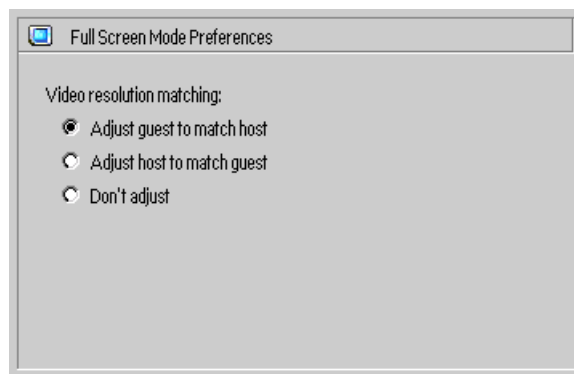 Full Screen Mode Preferences
Video resolution matching:
Adjust guest to match host
Adjust host to match guest
Don't adjust